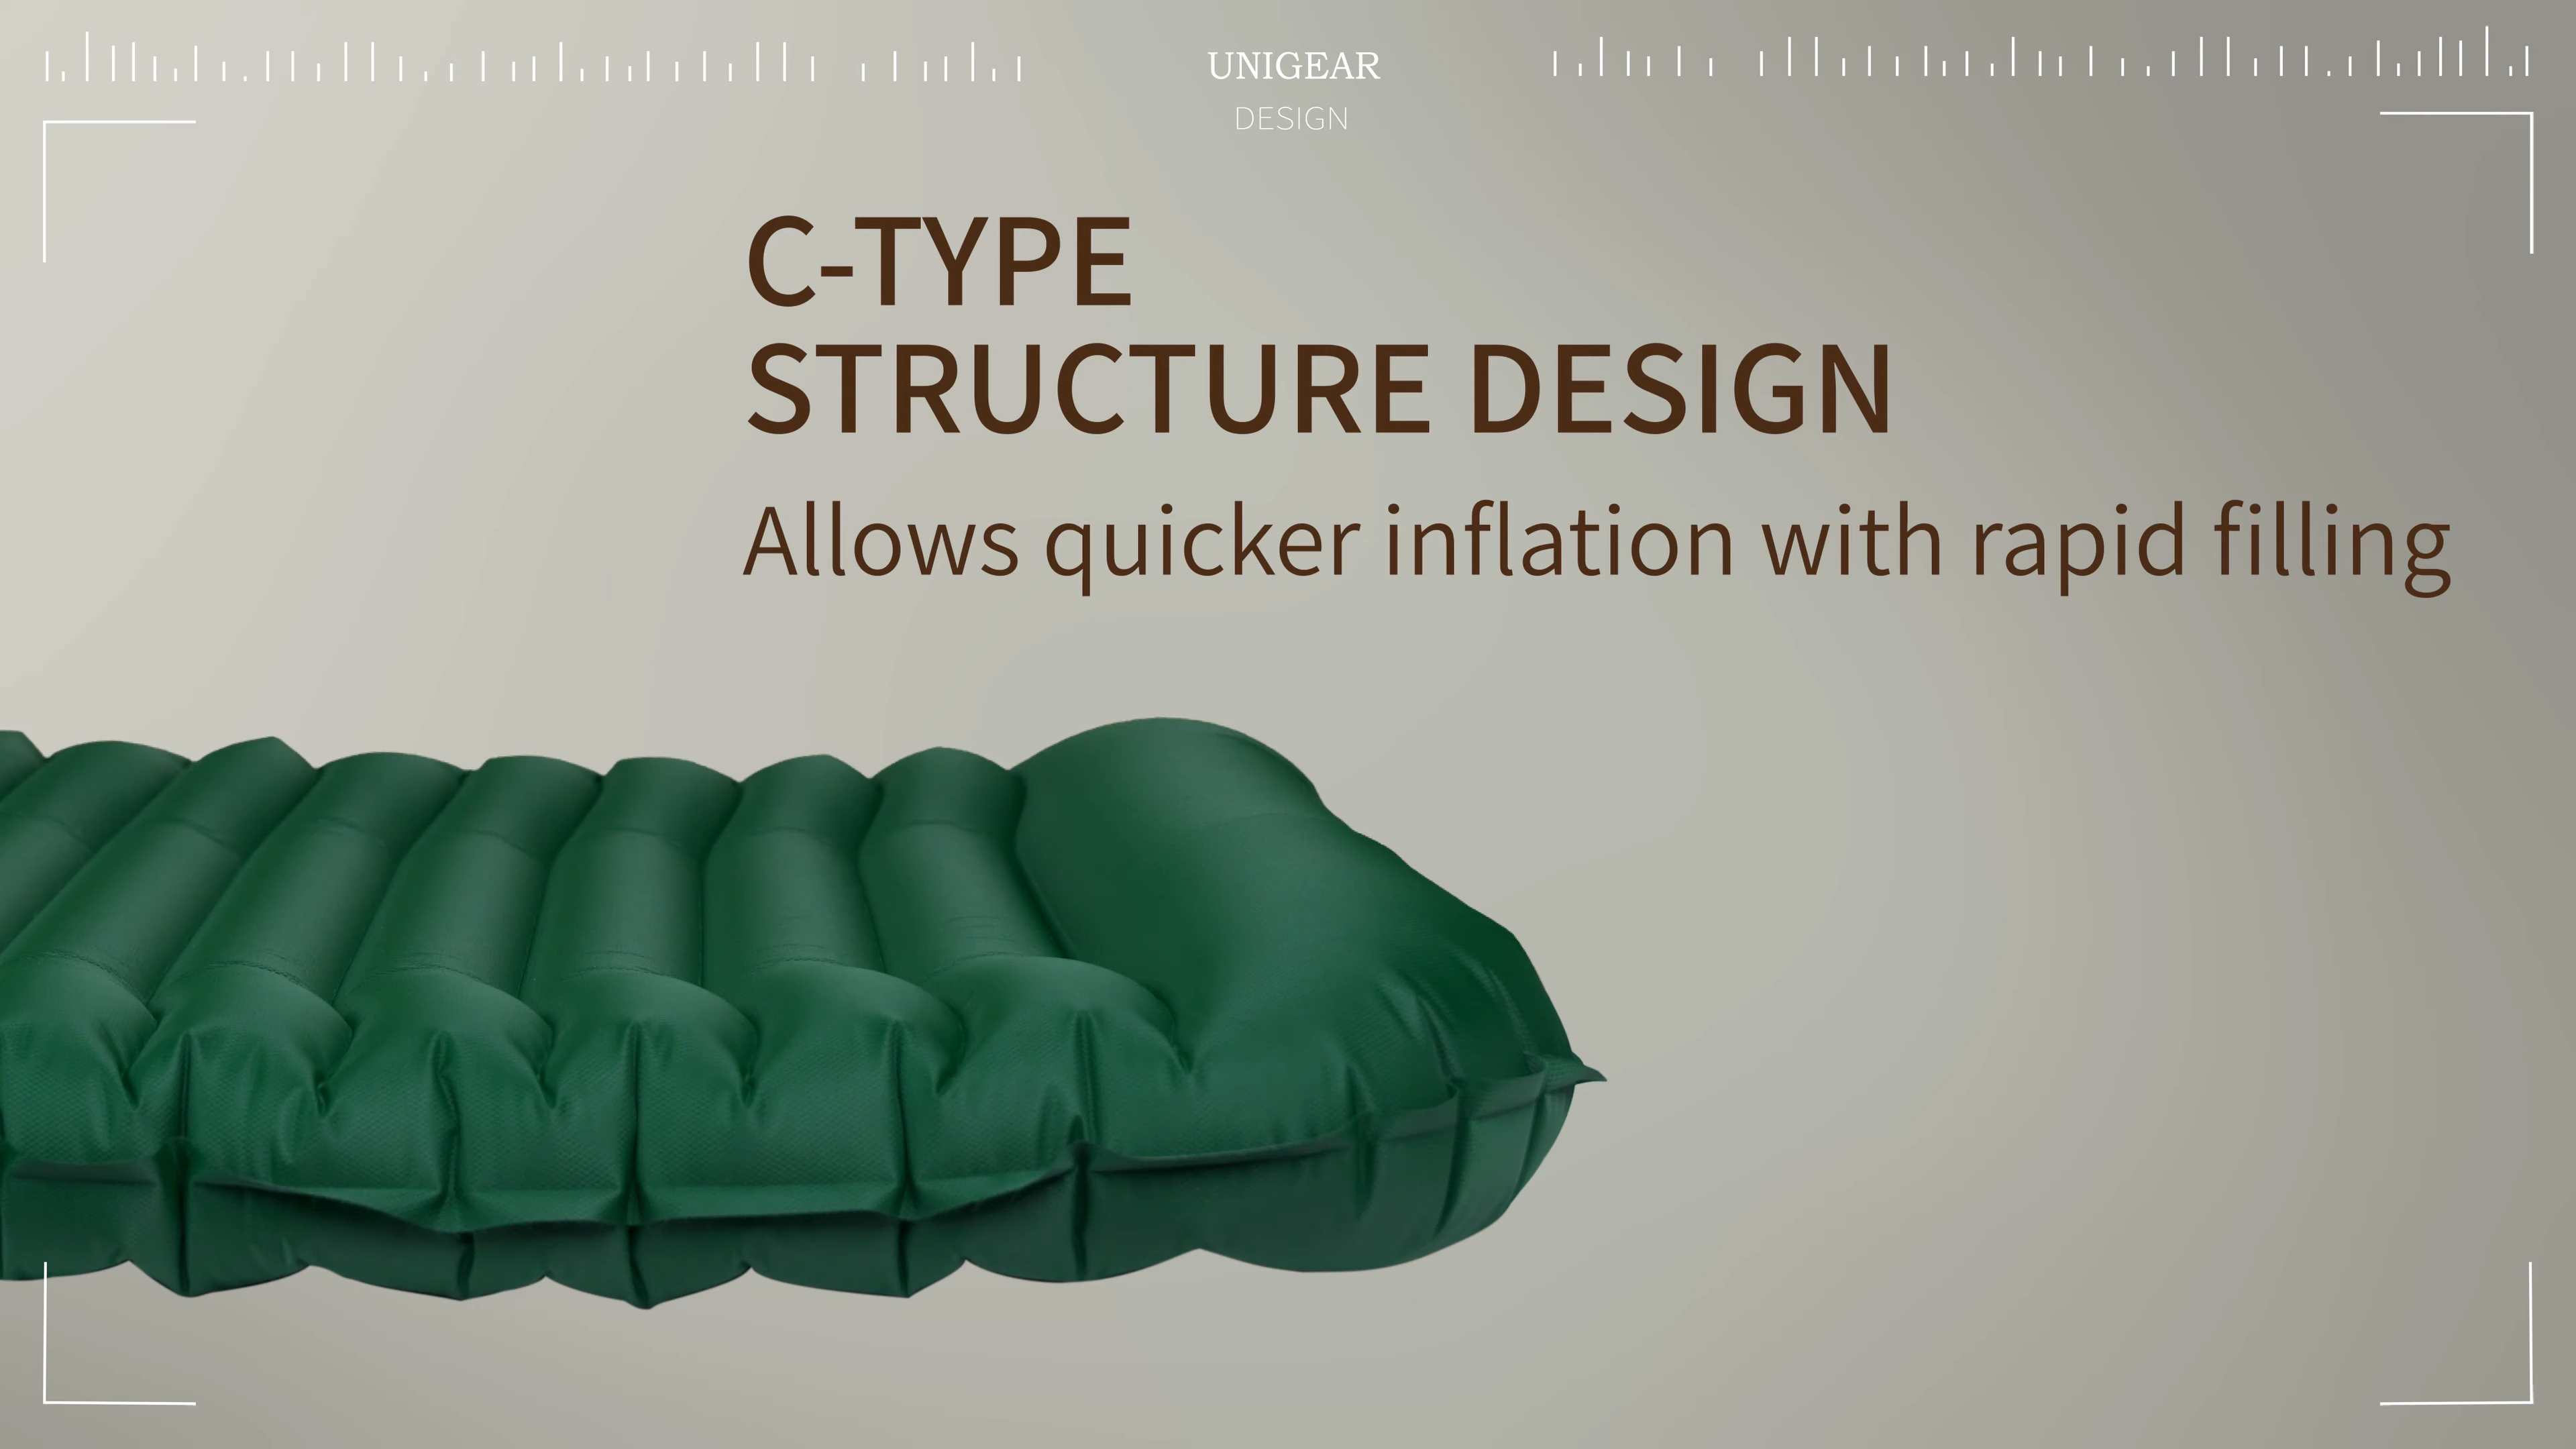 UNIGEAR
DESIGN
C-TYPE
STRUCTURE DESIGN
Allows quicker inflation with rapid filling